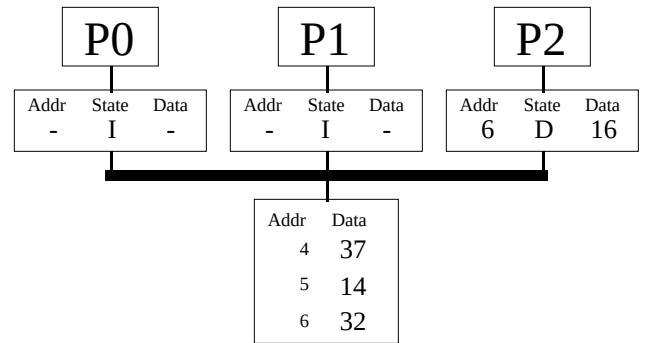 P0 P1 P2
Addr State Data Addr State Data Addr State Data
- I - - I - 6 D 16
Addr Data
4 37
5 14
6 32